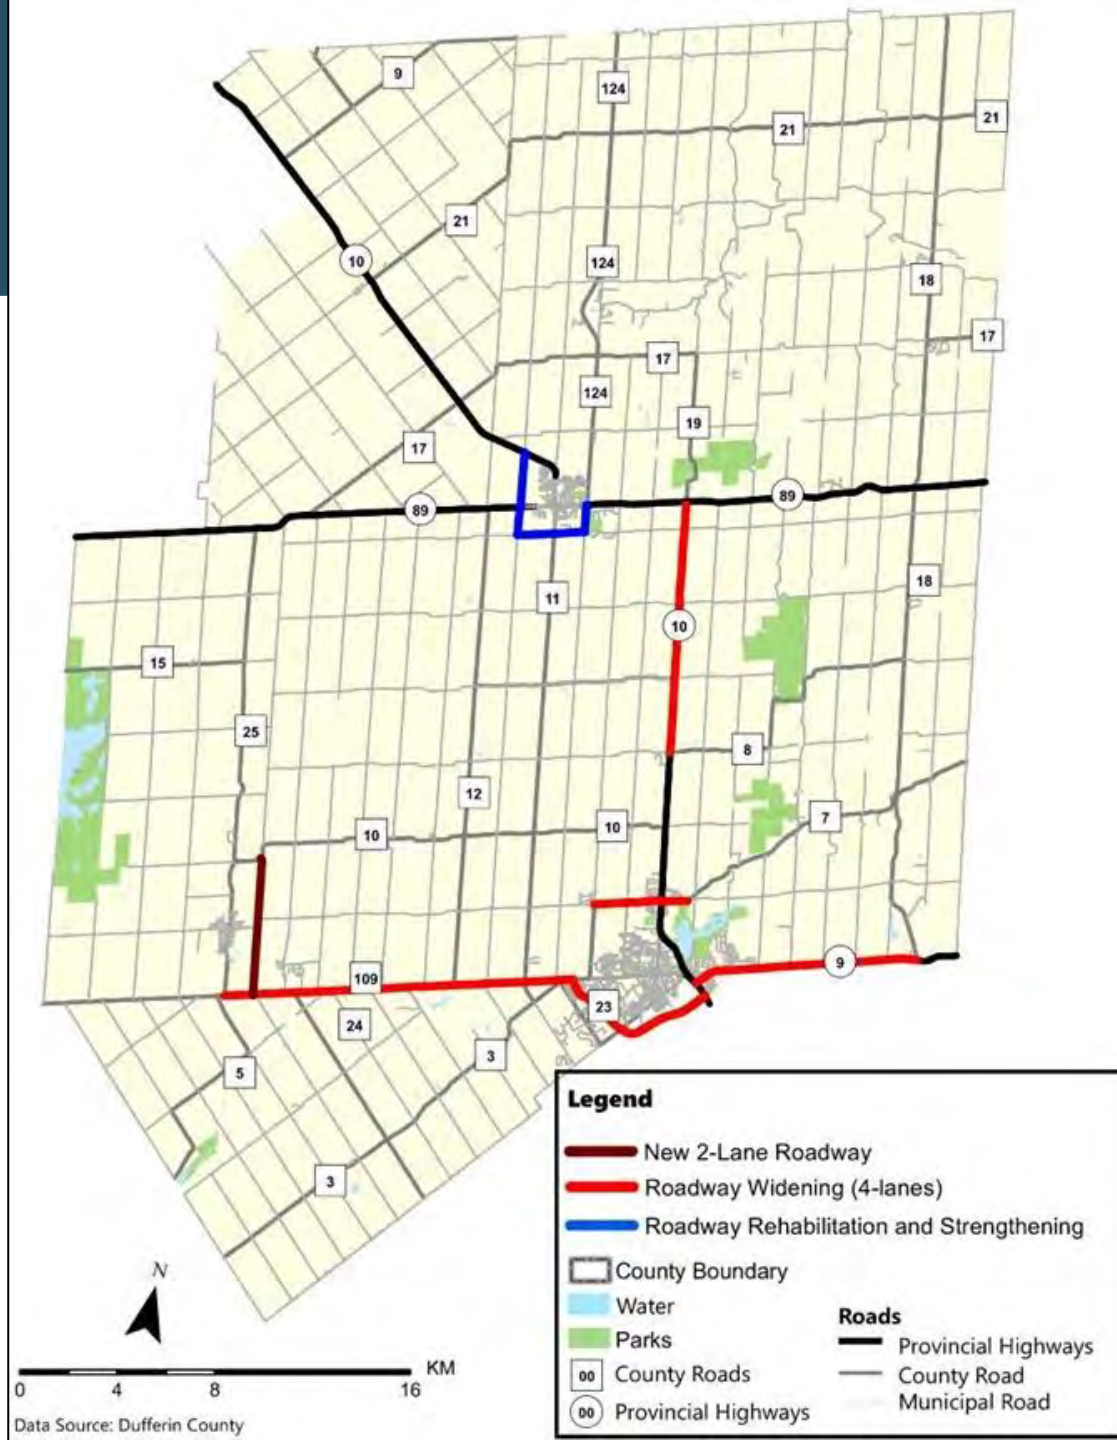 9
124
21
21
21
124
10
18
17
17
124
19
17
89
89
18
11
10
15
25
8
12
7
10
10
9
109
23
24
3
5
3
Legend
New 2-Lane Roadway
Roadway Widening (4-lanes)
Roadway Rehabilitation and Strengthening
County Boundary
Water
Parks
00 County Roads
00 Provincial Highways
Roads
Provincial Highways
County Road
Municipal Road
N
KM
0 4 8 16
Data Source: Dufferin County